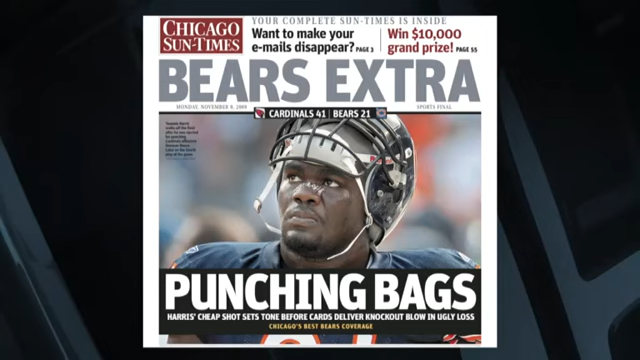 CHICAGO
SUN-TIMES
YOUR COMPLETE SUN-TIMES IS INSIDE
Want to make your
e-mails disappear? PAGE 3
Win $10,000
grand prize! PAGE 55
BEARS EXTRA
MONDAY, NOVEMBER 9, 2009
SPORTS FINAL
CARDINALS 41 | BEARS 21
PUNCHING BAGS
HARRIS' CHEAP SHOT SETS TONE BEFORE CARDS DELIVER KNOCKOUT BLOW IN UGLY LOSS
CHICAGO'S BEST BEARS COVERAGE